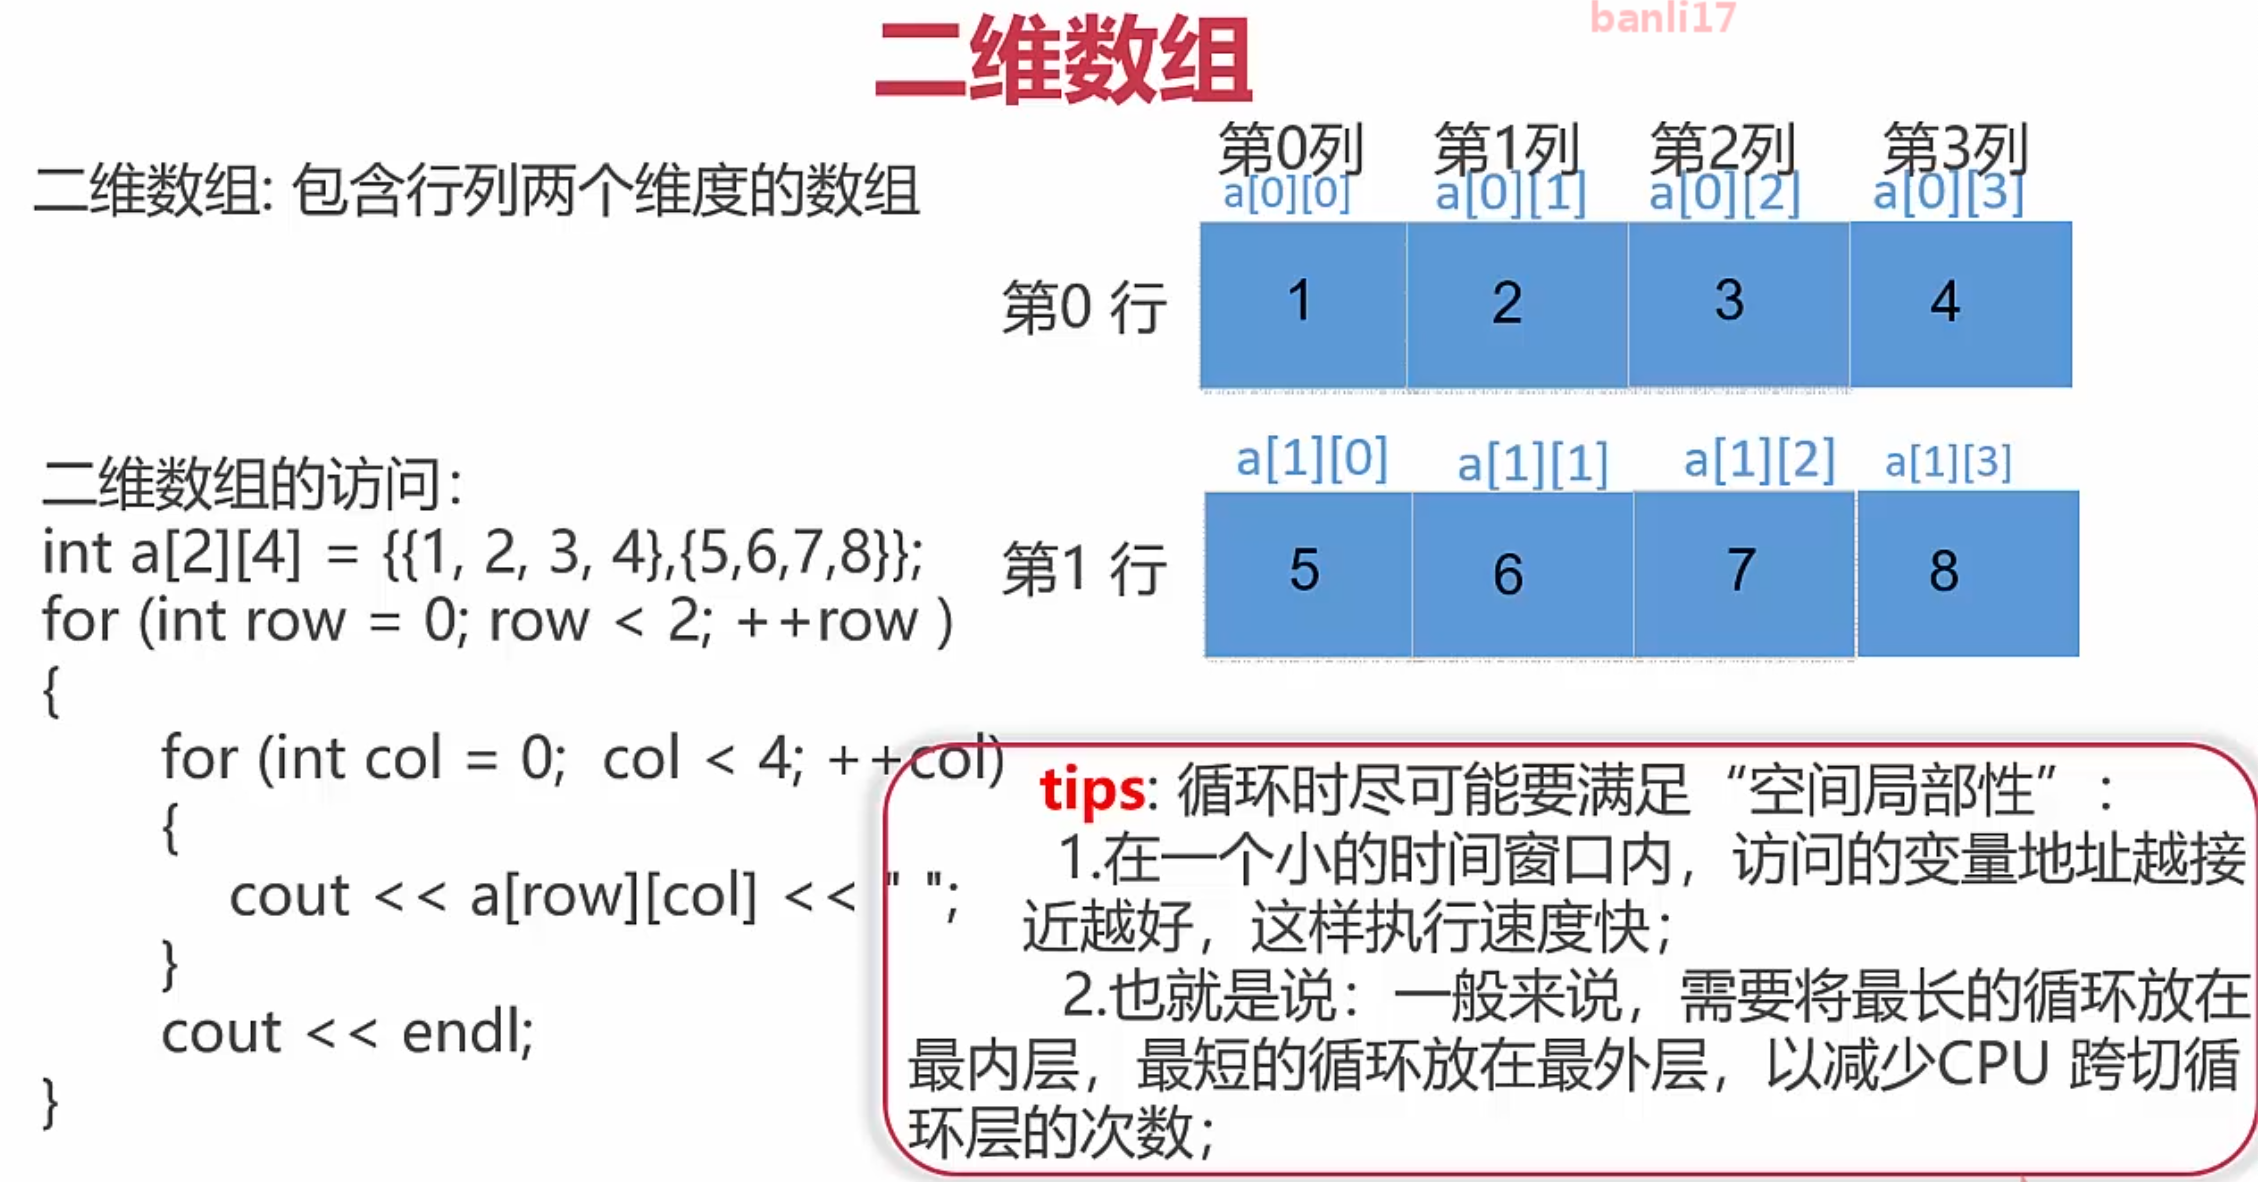 banli17
二维数组
二维数组: 包含行列两个维度的数组
第0列 第1列 第2列 第3列
a[0][0] a[0][1] a[0][2] a[0][3]
第0 行 1 2 3 4
a[1][0] a[1][1] a[1][2] a[1][3]
第1 行 5 6 7 8
二维数组的访问：
int a[2][4] = {{1, 2, 3, 4},{5,6,7,8}};
for (int row = 0; row < 2; ++row )
{
for (int col = 0; col < 4; ++col)
{
cout << a[row][col] << " ";
}
cout << endl;
}
tips: 循环时尽可能要满足“空间局部性”：
1.在一个小的时间窗口内，访问的变量地址越接
近越好，这样执行速度快；
2.也就是说：一般来说，需要将最长的循环放在
最内层，最短的循环放在最外层，以减少CPU 跨切循
环层的次数；